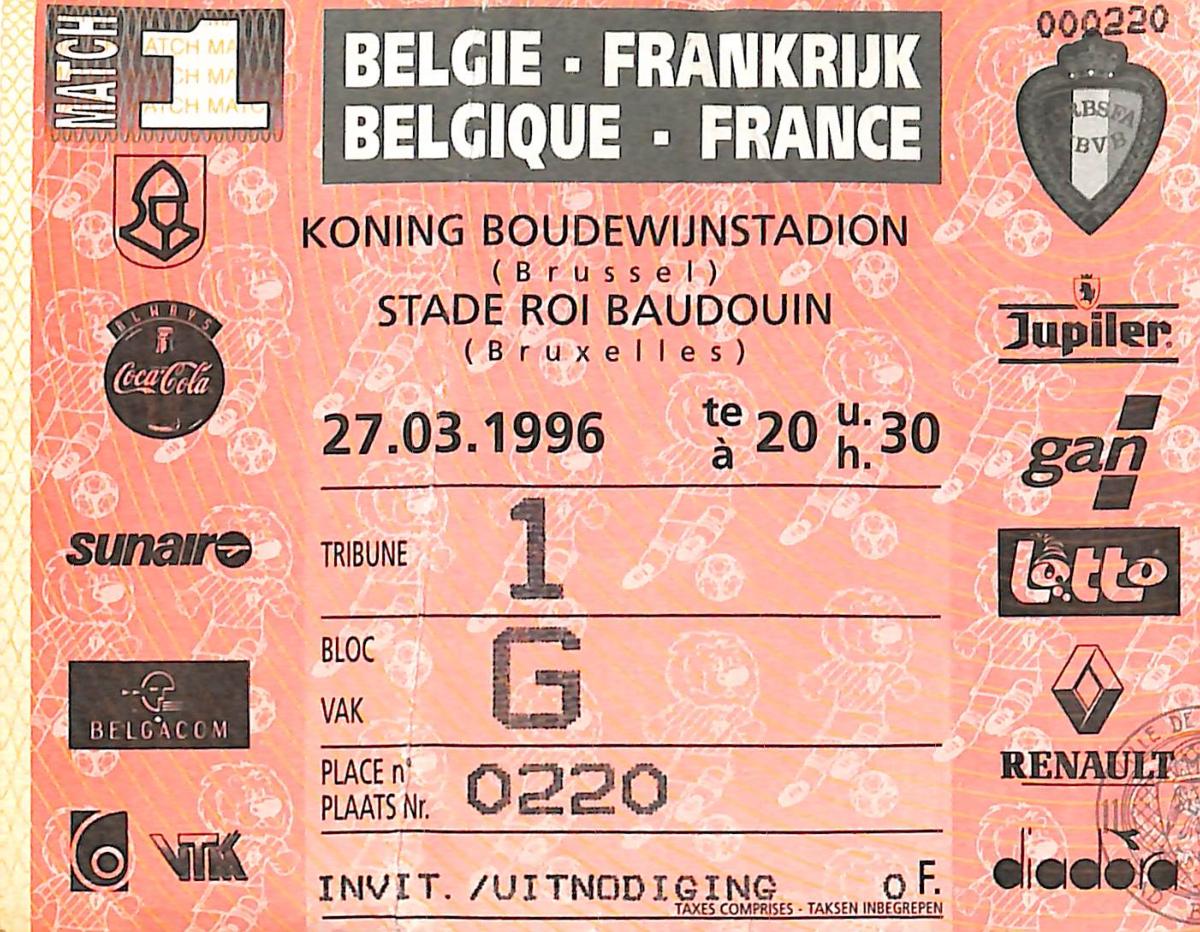 MATCH 1
BELGIE - FRANKRIJK
BELGIQUE - FRANCE
000220
KONING BOUDEWIJNSTADION
(Brussel)
STADE ROI BAUDOUIN
(Bruxelles)
27.03.1996 te à 20 u. h. 30
TRIBUNE 1
BLOC
VAK
G
PLACE n°
PLAATS Nr.
0220
INVIT. /UITNODIGING 0 F.
TAXES COMPRISES - TAKSEN INBEGREPEN
ALWAYS
Coca-Cola
sunair
BELGACOM
VTM
Jupiler
gan
Lotto
RENAULT
diadora